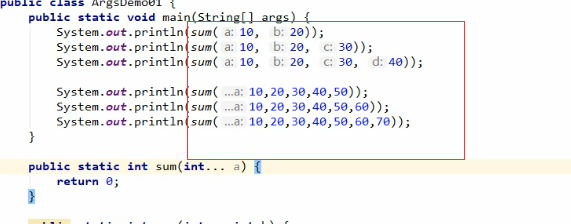 public class ArgsDemo01 {
public static void main(String[] args) {
System.out.println(sum( a: 10, b: 20));
System.out.println(sum( a: 10, b: 20, c: 30));
System.out.println(sum( a: 10, b: 20, c: 30, d: 40));
System.out.println(sum( ...a: 10,20,30,40,50));
System.out.println(sum( ...a: 10,20,30,40,50,60));
System.out.println(sum( ...a: 10,20,30,40,50,60,70));
}
public static int sum(int... a) {
return 0;
}